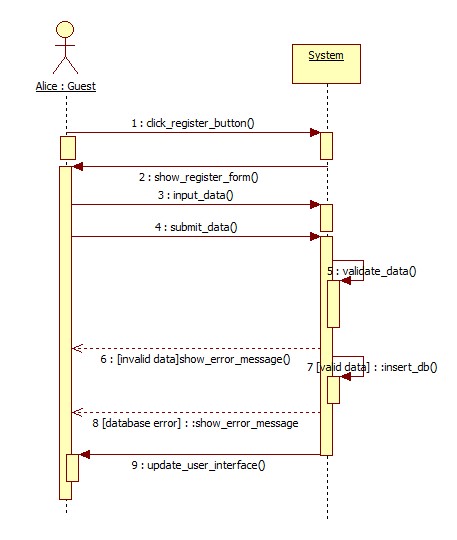 System
Alice : Guest
1 : click_register_button()
2 : show_register_form()
3 : input_data()
4 : submit_data()
5 : validate_data()
6 : [invalid data]show_error_message()
7 [valid data] : :insert_db()
8 [database error] : :show_error_message
9 : update_user_interface()